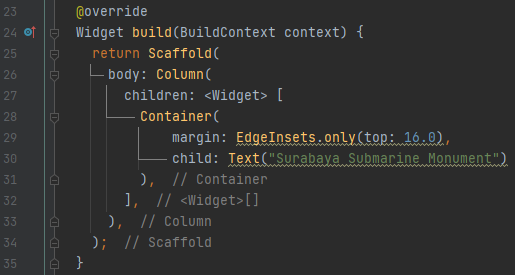 23 @override
24 Widget build(BuildContext context) {
25 return Scaffold(
26 body: Column(
27 children: <Widget> [
28 Container(
29 margin: EdgeInsets.only(top: 16.0),
30 child: Text("Surabaya Submarine Monument")
31 ), // Container
32 ], // <Widget>[]
33 ), // Column
34 ); // Scaffold
35 }